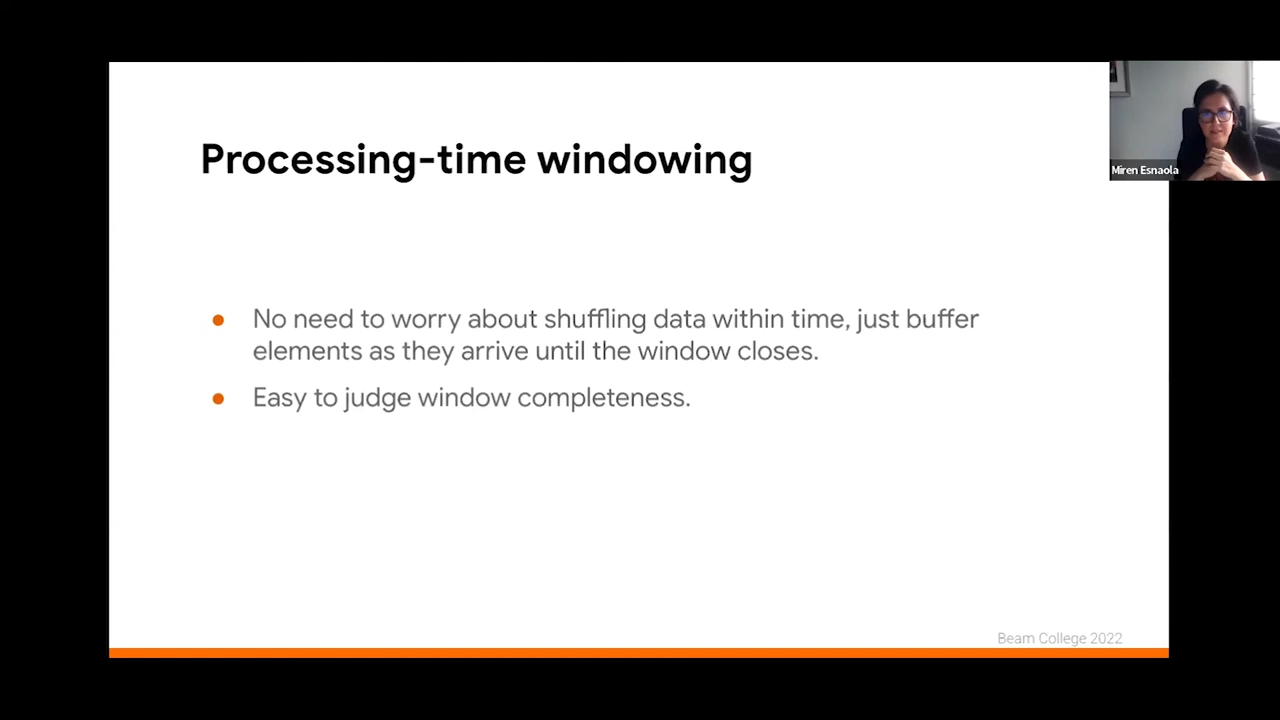 Processing-time windowing
Miren Esnaola
● No need to worry about shuffling data within time, just buffer
elements as they arrive until the window closes.
● Easy to judge window completeness.
Beam College 2022